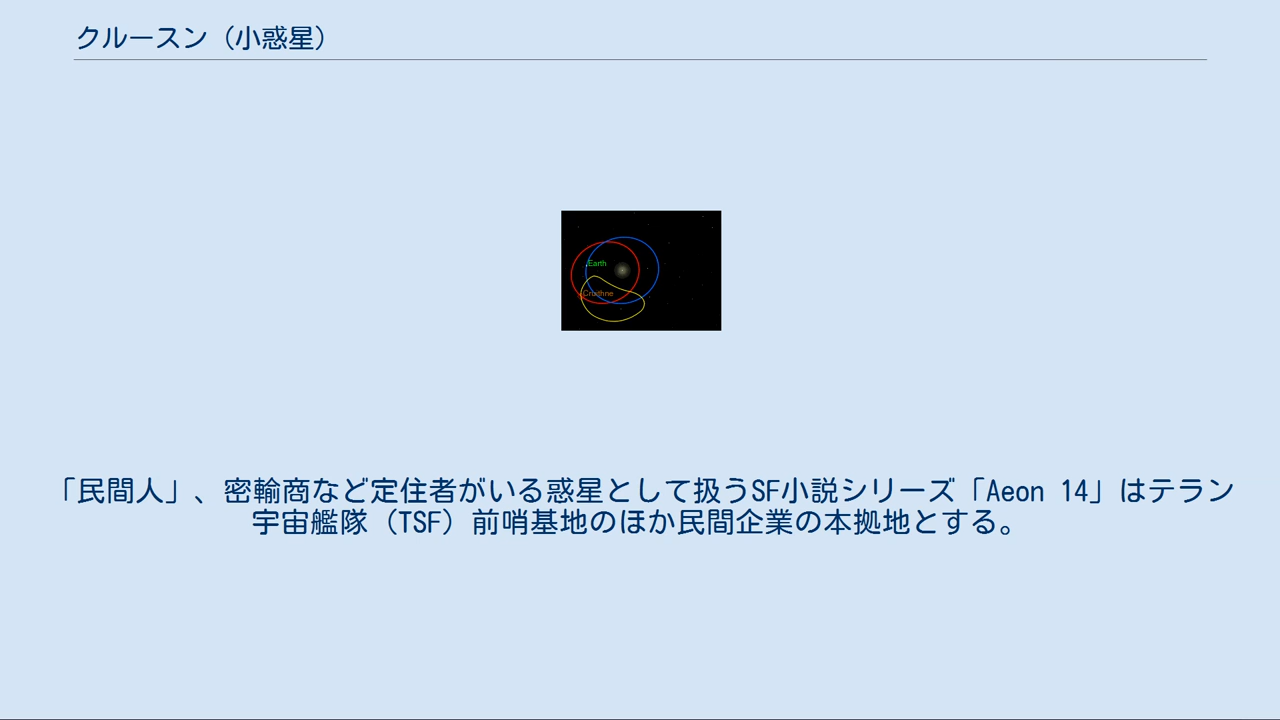 クルースン（小惑星）
Earth
Cruithne
「民間人」、密輸商など定住者がいる惑星として扱うSF小説シリーズ「Aeon 14」はテラン
宇宙艦隊（TSF）前哨基地のほか民間企業の本拠地とする。